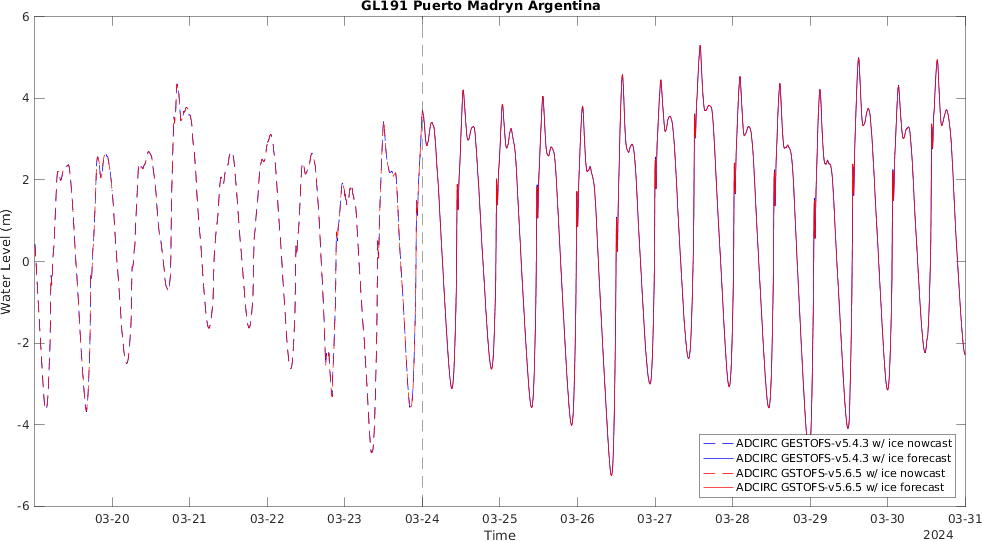 GL191 Puerto Madryn Argentina
Water Level (m)
6
4
2
0
-2
-4
-6
ADCIRC GESTOFS-v5.4.3 w/ ice nowcast
ADCIRC GESTOFS-v5.4.3 w/ ice forecast
ADCIRC GSTOFS-v5.6.5 w/ ice nowcast
ADCIRC GSTOFS-v5.6.5 w/ ice forecast
03-20 03-21 03-22 03-23 03-24 03-25 03-26 03-27 03-28 03-29 03-30 03-31
Time
2024